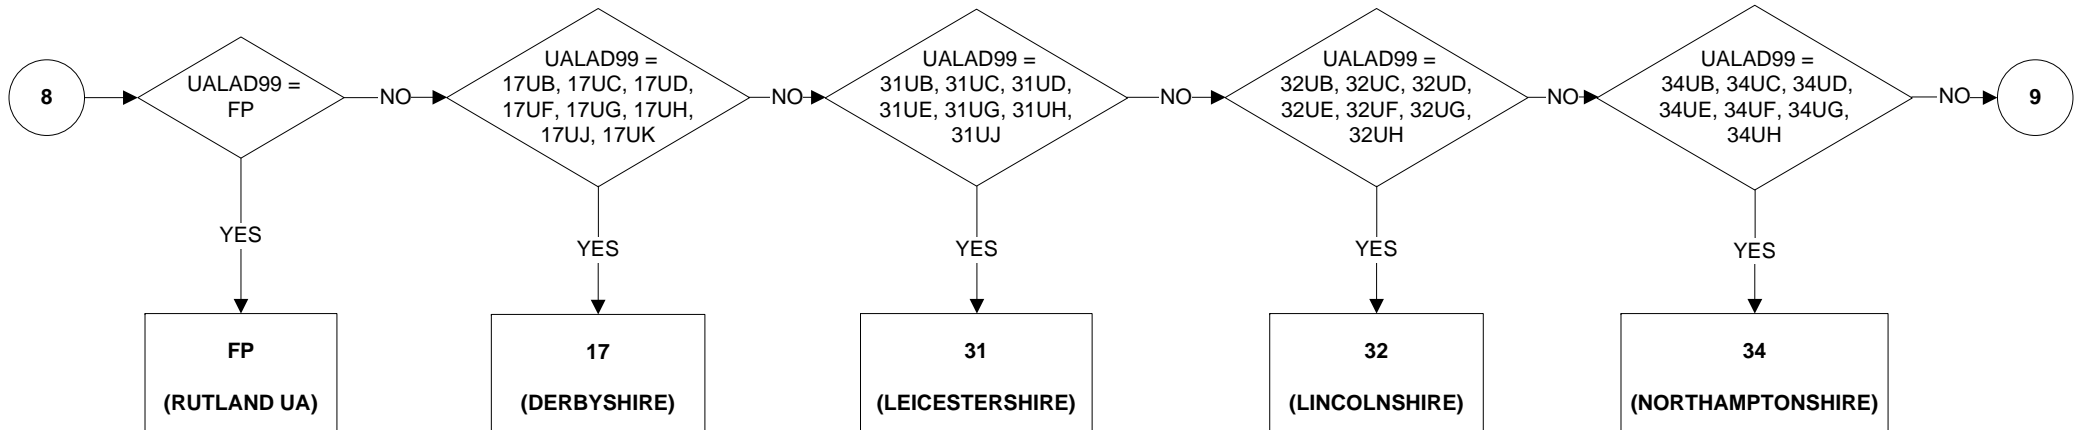 8
UALAD99 =
FP
NO
UALAD99 =
17UB, 17UC, 17UD,
17UF, 17UG, 17UH,
17UJ, 17UK
NO
UALAD99 =
31UB, 31UC, 31UD,
31UE, 31UG, 31UH,
31UJ
NO
UALAD99 =
32UB, 32UC, 32UD,
32UE, 32UF, 32UG,
32UH
NO
UALAD99 =
34UB, 34UC, 34UD,
34UE, 34UF, 34UG,
34UH
NO
9
YES
YES
YES
YES
YES
FP
(RUTLAND UA)
17
(DERBYSHIRE)
31
(LEICESTERSHIRE)
32
(LINCOLNSHIRE)
34
(NORTHAMPTONSHIRE)